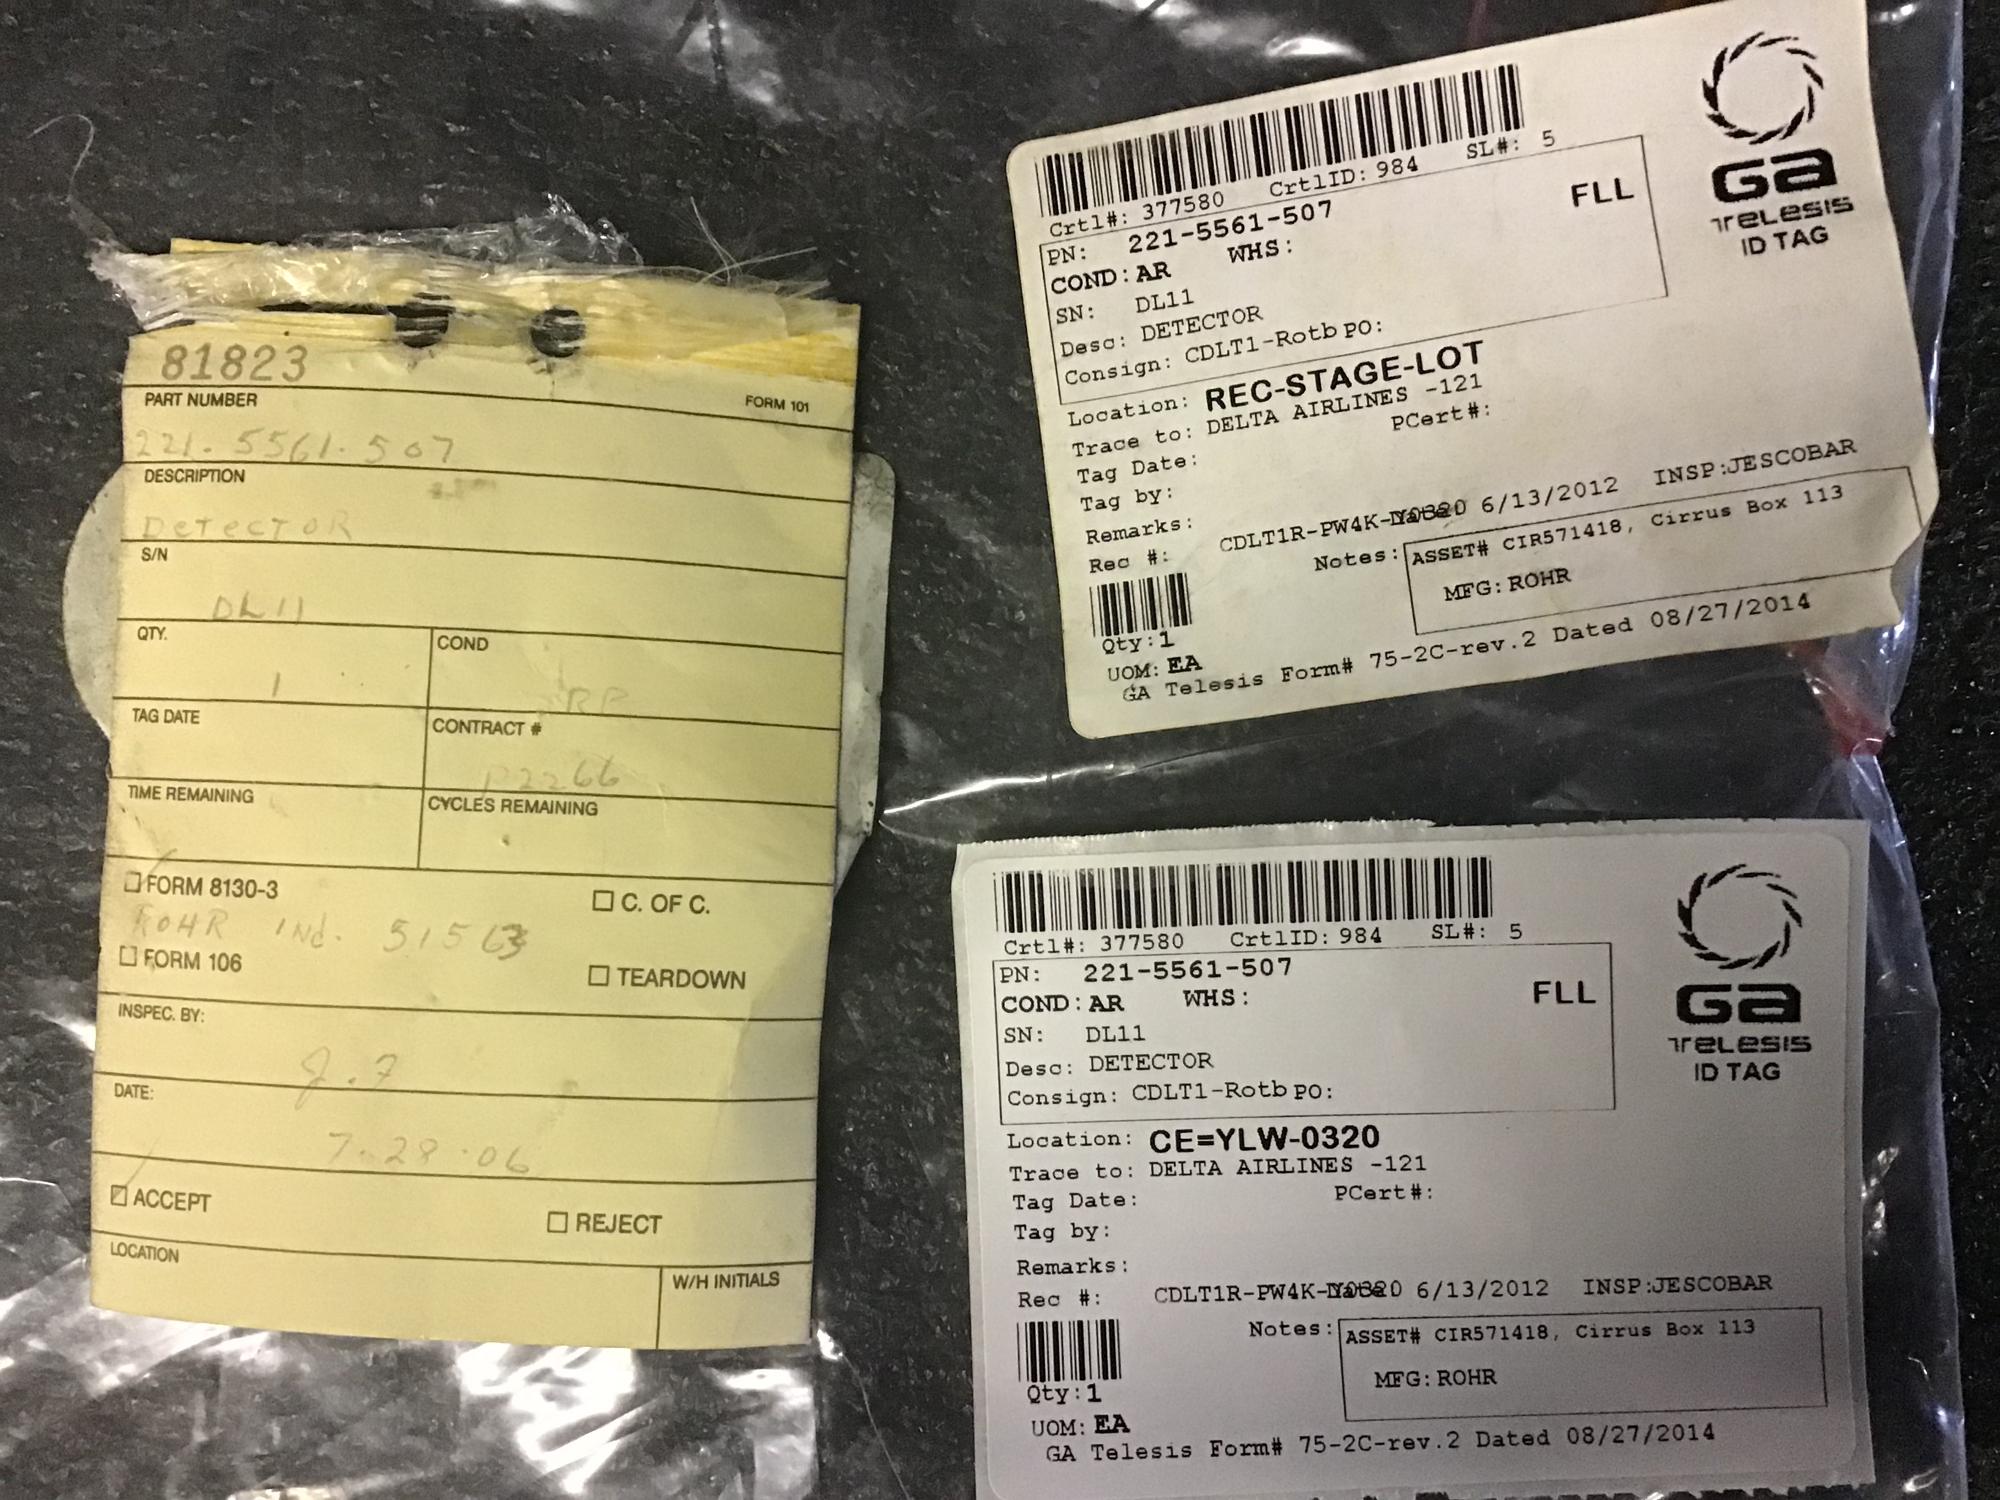 81823
PART NUMBER FORM 101
221-5561-507
DESCRIPTION
DETECTOR
S/N
DL11
QTY. COND
1 RP
TAG DATE CONTRACT #
P2266
TIME REMAINING CYCLES REMAINING
☐ FORM 8130-3 ☐ C. OF C.
ROHR Ind. 51563
☐ FORM 106 ☐ TEARDOWN
INSPEC. BY:
J.7
DATE:
7-28-06
☑ ACCEPT ☐ REJECT
LOCATION W/H INITIALS
Crtl#: 377580 CrtlID: 984 SL#: 5
PN: 221-5561-507 FLL
COND: AR WHS:
SN: DL11
Desc: DETECTOR
Consign: CDLT1-Rotb PO:
Location: REC-STAGE-LOT
Trace to: DELTA AIRLINES -121
Tag Date: PCert#:
Tag by:
Remarks:
Rec #: CDLT1R-PW4K- 6/13/2012 INSP:JESCOBAR
Notes: ASSET# CIR571418, Cirrus Box 113
MFG: ROHR
Qty: 1
UOM: EA
GA Telesis Form# 75-2C-rev.2 Dated 08/27/2014
GA
TELESIS
ID TAG
Crtl#: 377580 CrtlID: 984 SL#: 5
PN: 221-5561-507 FLL
COND: AR WHS:
SN: DL11
Desc: DETECTOR
Consign: CDLT1-Rotb PO:
Location: CE=YLW-0320
Trace to: DELTA AIRLINES -121
Tag Date: PCert#:
Tag by:
Remarks:
Rec #: CDLT1R-PW4K- 6/13/2012 INSP:JESCOBAR
Notes: ASSET# CIR571418, Cirrus Box 113
MFG: ROHR
Qty: 1
UOM: EA
GA Telesis Form# 75-2C-rev.2 Dated 08/27/2014
GA
TELESIS
ID TAG